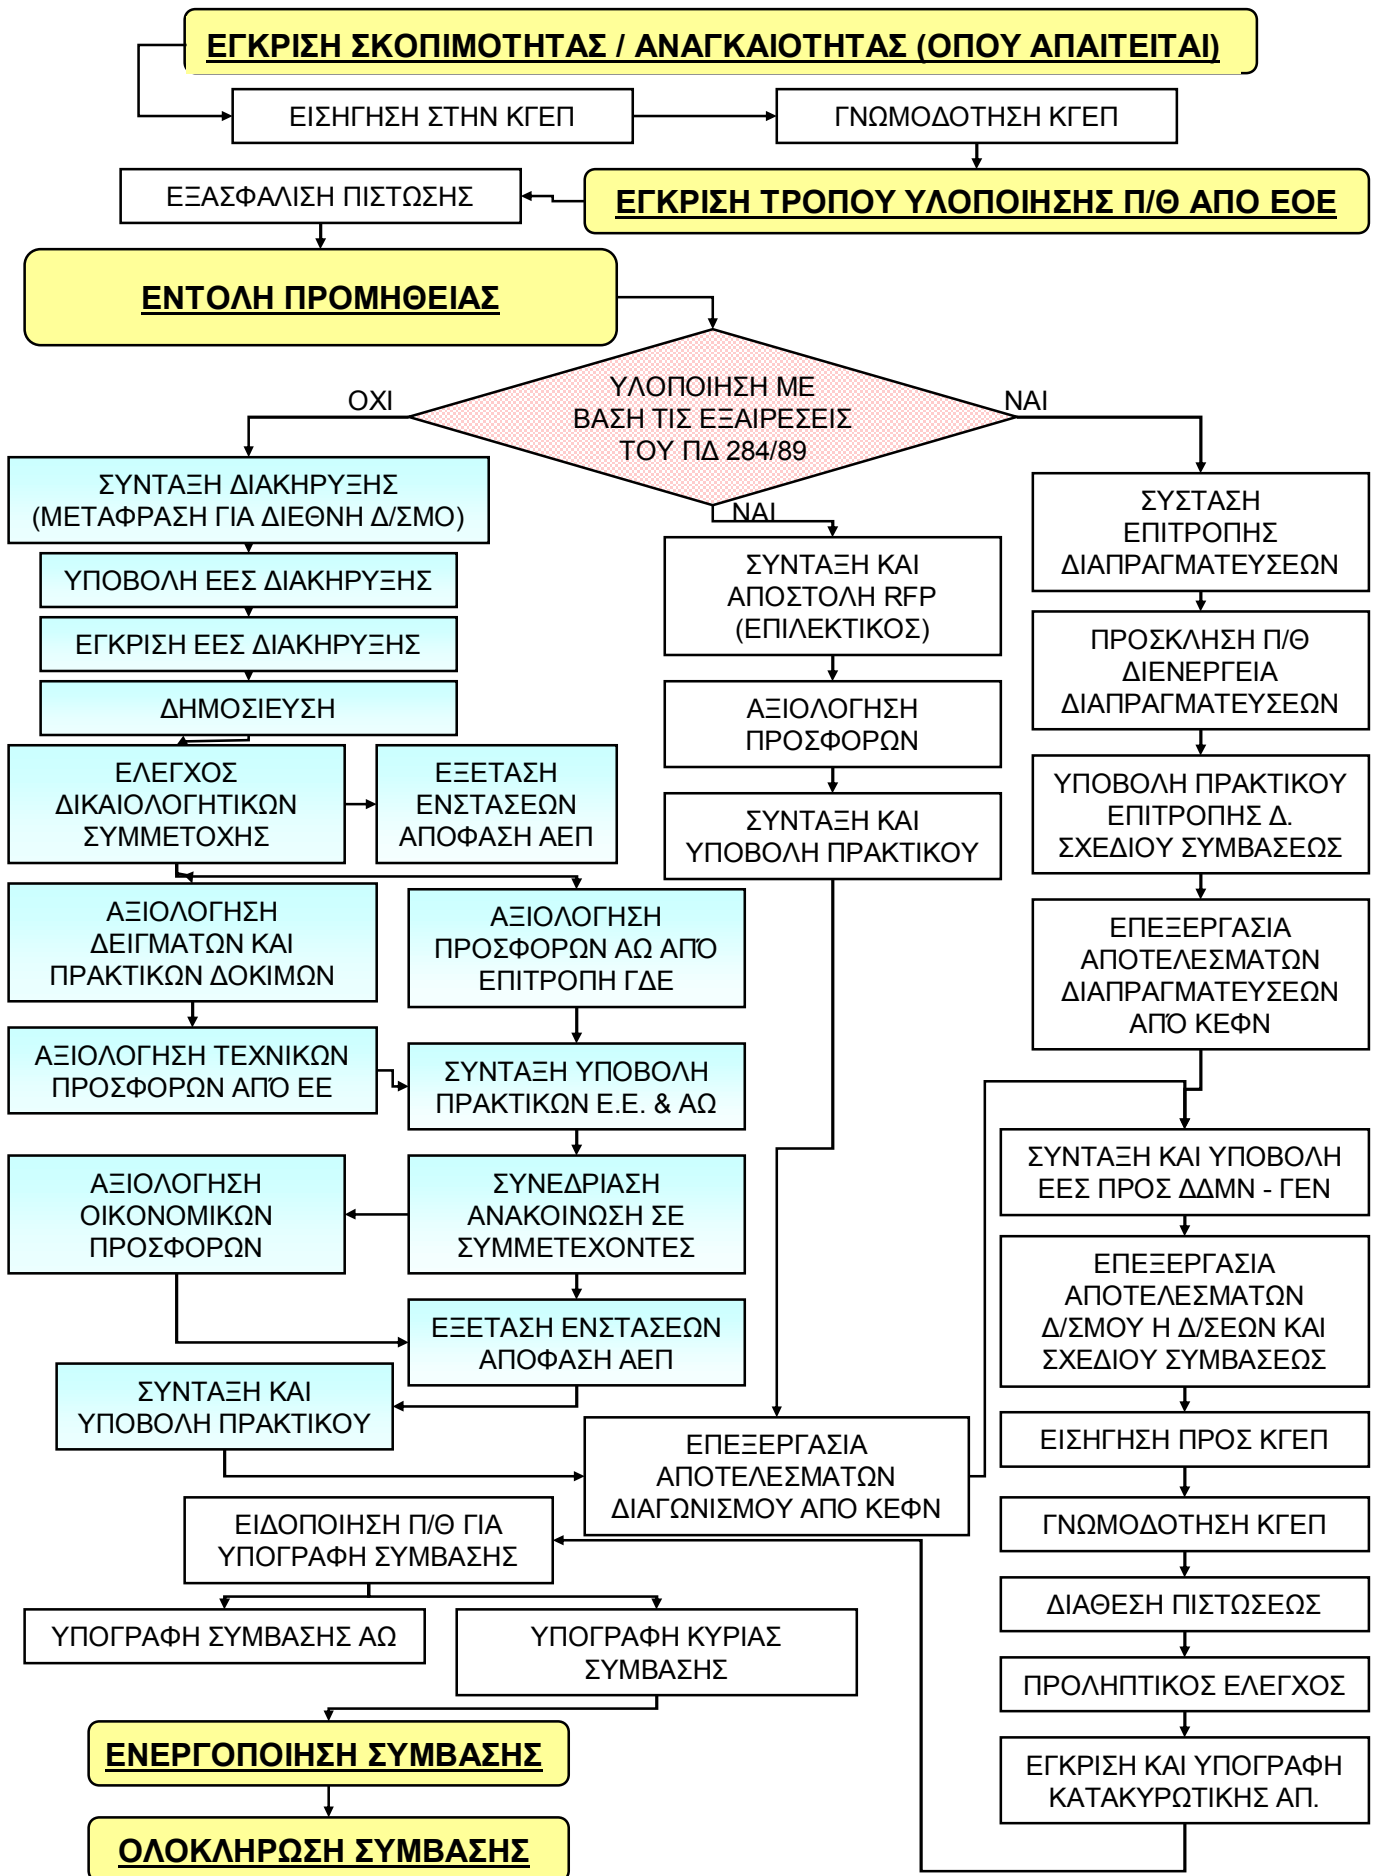 ΕΓΚΡΙΣΗ ΣΚΟΠΙΜΟΤΗΤΑΣ / ΑΝΑΓΚΑΙΟΤΗΤΑΣ (ΟΠΟΥ ΑΠΑΙΤΕΙΤΑΙ)
ΕΙΣΗΓΗΣΗ ΣΤΗΝ ΚΓΕΠ
ΓΝΩΜΟΔΟΤΗΣΗ ΚΓΕΠ
ΕΞΑΣΦΑΛΙΣΗ ΠΙΣΤΩΣΗΣ
ΕΓΚΡΙΣΗ ΤΡΟΠΟΥ ΥΛΟΠΟΙΗΣΗΣ Π/Θ ΑΠΟ ΕΟΕ
ΕΝΤΟΛΗ ΠΡΟΜΗΘΕΙΑΣ
ΥΛΟΠΟΙΗΣΗ ΜΕ
ΒΑΣΗ ΤΙΣ ΕΞΑΙΡΕΣΕΙΣ
ΤΟΥ ΠΔ 284/89
ΟΧΙ
ΝΑΙ
ΝΑΙ
ΣΥΝΤΑΞΗ ΔΙΑΚΗΡΥΞΗΣ
(ΜΕΤΑΦΡΑΣΗ ΓΙΑ ΔΙΕΘΝΗ Δ/ΣΜΟ)
ΥΠΟΒΟΛΗ ΕΕΣ ΔΙΑΚΗΡΥΞΗΣ
ΕΓΚΡΙΣΗ ΕΕΣ ΔΙΑΚΗΡΥΞΗΣ
ΔΗΜΟΣΙΕΥΣΗ
ΕΛΕΓΧΟΣ
ΔΙΚΑΙΟΛΟΓΗΤΙΚΩΝ
ΣΥΜΜΕΤΟΧΗΣ
ΕΞΕΤΑΣΗ
ΕΝΣΤΑΣΕΩΝ
ΑΠΟΦΑΣΗ ΑΕΠ
ΑΞΙΟΛΟΓΗΣΗ
ΔΕΙΓΜΑΤΩΝ ΚΑΙ
ΠΡΑΚΤΙΚΩΝ ΔΟΚΙΜΩΝ
ΑΞΙΟΛΟΓΗΣΗ
ΠΡΟΣΦΟΡΩΝ ΑΩ ΑΠΌ
ΕΠΙΤΡΟΠΗ ΓΔΕ
ΑΞΙΟΛΟΓΗΣΗ ΤΕΧΝΙΚΩΝ
ΠΡΟΣΦΟΡΩΝ ΑΠΌ ΕΕ
ΣΥΝΤΑΞΗ ΥΠΟΒΟΛΗ
ΠΡΑΚΤΙΚΩΝ Ε.Ε. & ΑΩ
ΑΞΙΟΛΟΓΗΣΗ
ΟΙΚΟΝΟΜΙΚΩΝ
ΠΡΟΣΦΟΡΩΝ
ΣΥΝΕΔΡΙΑΣΗ
ΑΝΑΚΟΙΝΩΣΗ ΣΕ
ΣΥΜΜΕΤΕΧΟΝΤΕΣ
ΕΞΕΤΑΣΗ ΕΝΣΤΑΣΕΩΝ
ΑΠΟΦΑΣΗ ΑΕΠ
ΣΥΝΤΑΞΗ ΚΑΙ
ΥΠΟΒΟΛΗ ΠΡΑΚΤΙΚΟΥ
ΣΥΝΤΑΞΗ ΚΑΙ
ΑΠΟΣΤΟΛΗ RFP
(ΕΠΙΛΕΚΤΙΚΟΣ)
ΑΞΙΟΛΟΓΗΣΗ
ΠΡΟΣΦΟΡΩΝ
ΣΥΝΤΑΞΗ ΚΑΙ
ΥΠΟΒΟΛΗ ΠΡΑΚΤΙΚΟΥ
ΕΠΕΞΕΡΓΑΣΙΑ
ΑΠΟΤΕΛΕΣΜΑΤΩΝ
ΔΙΑΓΩΝΙΣΜΟΥ ΑΠΟ ΚΕΦΝ
ΣΥΣΤΑΣΗ
ΕΠΙΤΡΟΠΗΣ
ΔΙΑΠΡΑΓΜΑΤΕΥΣΕΩΝ
ΠΡΟΣΚΛΗΣΗ Π/Θ
ΔΙΕΝΕΡΓΕΙΑ
ΔΙΑΠΡΑΓΜΑΤΕΥΣΕΩΝ
ΥΠΟΒΟΛΗ ΠΡΑΚΤΙΚΟΥ
ΕΠΙΤΡΟΠΗΣ Δ.
ΣΧΕΔΙΟΥ ΣΥΜΒΑΣΕΩΣ
ΕΠΕΞΕΡΓΑΣΙΑ
ΑΠΟΤΕΛΕΣΜΑΤΩΝ
ΔΙΑΠΡΑΓΜΑΤΕΥΣΕΩΝ
ΑΠΌ ΚΕΦΝ
ΣΥΝΤΑΞΗ ΚΑΙ ΥΠΟΒΟΛΗ
ΕΕΣ ΠΡΟΣ ΔΔΜΝ - ΓΕΝ
ΕΠΕΞΕΡΓΑΣΙΑ
ΑΠΟΤΕΛΕΣΜΑΤΩΝ
Δ/ΣΜΟΥ Η Δ/ΣΕΩΝ ΚΑΙ
ΣΧΕΔΙΟΥ ΣΥΜΒΑΣΕΩΣ
ΕΙΣΗΓΗΣΗ ΠΡΟΣ ΚΓΕΠ
ΓΝΩΜΟΔΟΤΗΣΗ ΚΓΕΠ
ΔΙΑΘΕΣΗ ΠΙΣΤΩΣΕΩΣ
ΠΡΟΛΗΠΤΙΚΟΣ ΕΛΕΓΧΟΣ
ΕΓΚΡΙΣΗ ΚΑΙ ΥΠΟΓΡΑΦΗ
ΚΑΤΑΚΥΡΩΤΙΚΗΣ ΑΠ.
ΕΙΔΟΠΟΙΗΣΗ Π/Θ ΓΙΑ
ΥΠΟΓΡΑΦΗ ΣΥΜΒΑΣΗΣ
ΥΠΟΓΡΑΦΗ ΣΥΜΒΑΣΗΣ ΑΩ
ΥΠΟΓΡΑΦΗ ΚΥΡΙΑΣ
ΣΥΜΒΑΣΗΣ
ΕΝΕΡΓΟΠΟΙΗΣΗ ΣΥΜΒΑΣΗΣ
ΟΛΟΚΛΗΡΩΣΗ ΣΥΜΒΑΣΗΣ